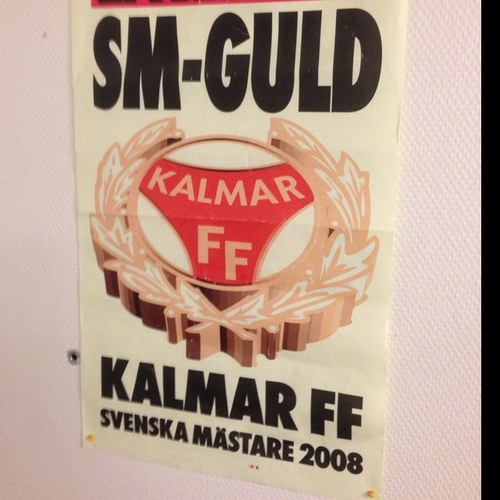 SM-GULD
KALMAR
FF
KALMAR FF
SVENSKA MÄSTARE 2008